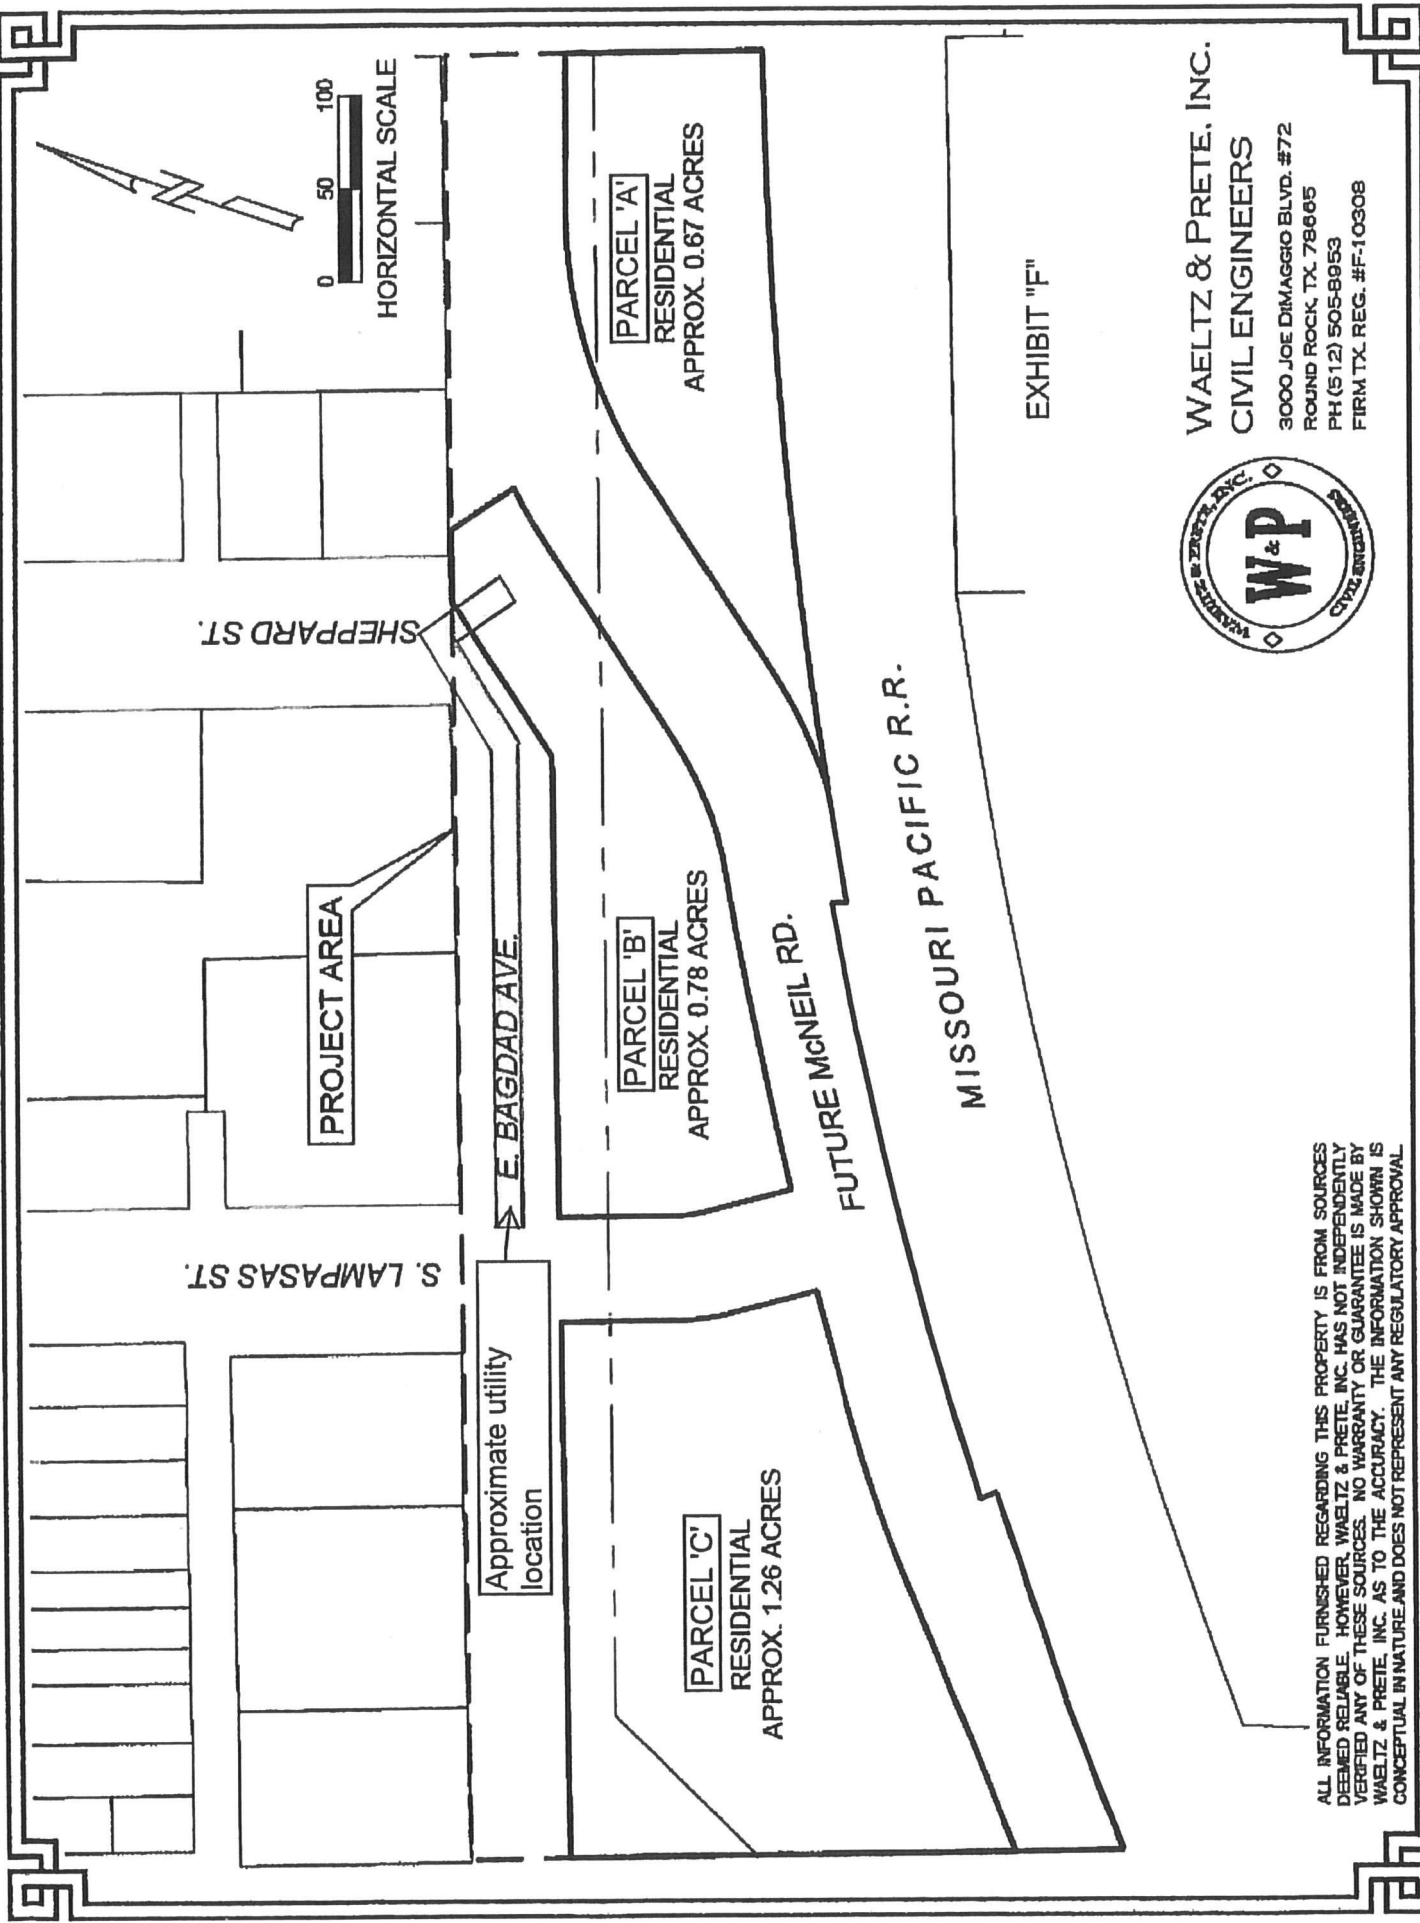 0 50 100
HORIZONTAL SCALE
SHEPPARD ST.
S. LAMPASAS ST.
PROJECT AREA
E. BAGDAD AVE.
Approximate utility
location
PARCEL 'A'
RESIDENTIAL
APPROX. 0.67 ACRES
PARCEL 'B'
RESIDENTIAL
APPROX. 0.78 ACRES
PARCEL 'C'
RESIDENTIAL
APPROX. 1.26 ACRES
FUTURE McNEIL RD.
MISSOURI PACIFIC R.R.
EXHIBIT "F"
ALL INFORMATION FURNISHED REGARDING THIS PROPERTY IS FROM SOURCES
DEEMED RELIABLE. HOWEVER, WAELTZ & PRETE, INC. HAS NOT INDEPENDENTLY
VERIFIED ANY OF THESE SOURCES. NO WARRANTY OR GUARANTEE IS MADE BY
WAELTZ & PRETE, INC. AS TO THE ACCURACY. THE INFORMATION SHOWN IS
CONCEPTUAL IN NATURE AND DOES NOT REPRESENT ANY REGULATORY APPROVAL.
WAELTZ & PRETE, INC.
W&P
CIVIL ENGINEERS
WAELTZ & PRETE, INC.
CIVIL ENGINEERS
3000 JOE DIMAGGIO BLVD. #72
ROUND ROCK, TX. 78665
PH (512) 505-8953
FIRM TX. REG. #F-10308